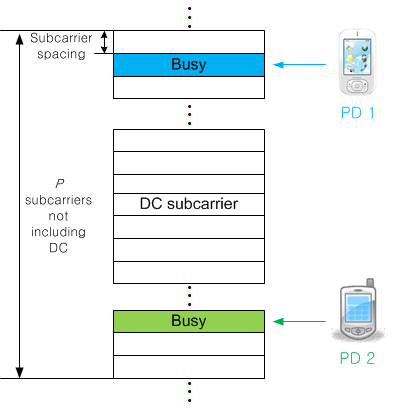 Subcarrier
spacing
Busy
PD 1
P
subcarriers
not
including
DC
DC subcarrier
Busy
PD 2